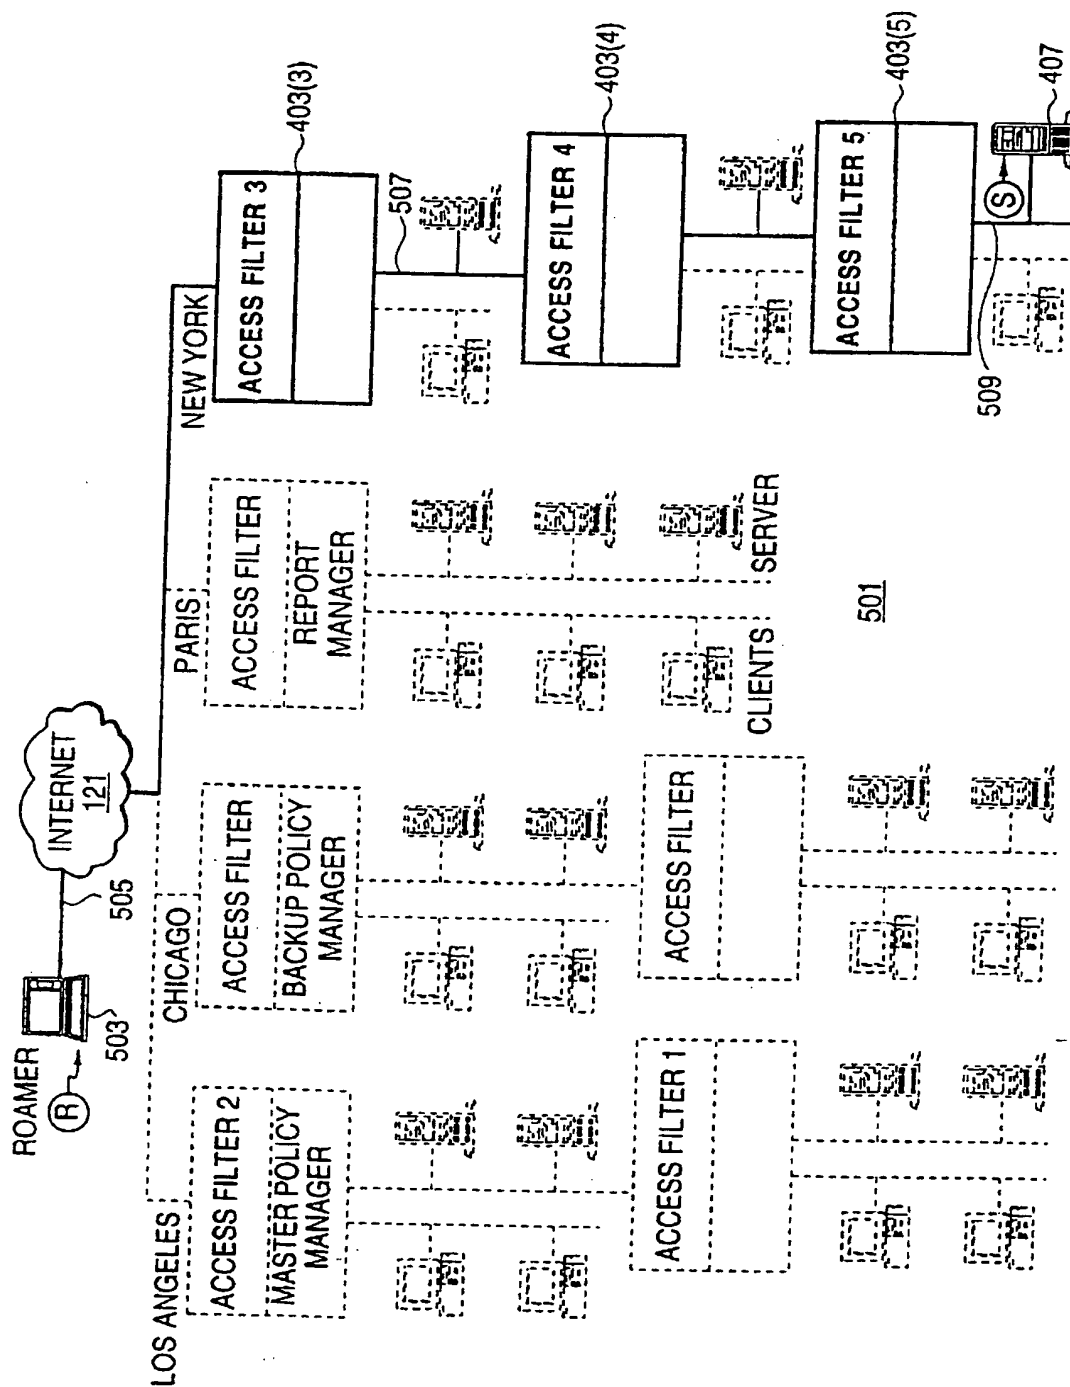 ROAMER
R
503
505
INTERNET
121
LOS ANGELES
CHICAGO
PARIS
NEW YORK
ACCESS FILTER 2
MASTER POLICY
MANAGER
ACCESS FILTER
BACKUP POLICY
MANAGER
ACCESS FILTER
REPORT
MANAGER
ACCESS FILTER 3
403(3)
507
ACCESS FILTER 4
403(4)
ACCESS FILTER 1
ACCESS FILTER
CLIENTS
SERVER
501
ACCESS FILTER 5
403(5)
509
S
407